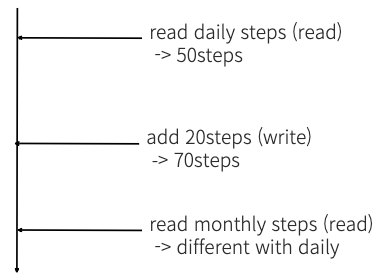 read daily steps (read)
-> 50steps
add 20steps (write)
-> 70steps
read monthly steps (read)
-> different with daily